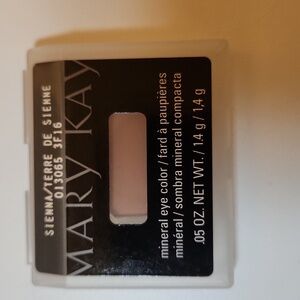 SIENNA/TERRE DE SIENNE
013065 3F16
MARY KAY
mineral eye color / fard à paupières
minéral / sombra mineral compacta
.05 OZ. NET WT. / 1.4 g / 1,4 g